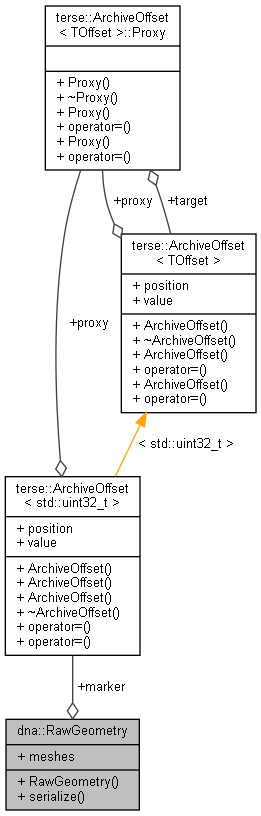 terse::ArchiveOffset
< TOffset >::Proxy
+ Proxy()
+ ~Proxy()
+ Proxy()
+ operator=()
+ Proxy()
+ operator=()
+proxy
+target
terse::ArchiveOffset
< TOffset >
+ position
+ value
+ ArchiveOffset()
+ ~ArchiveOffset()
+ ArchiveOffset()
+ operator=()
+ ArchiveOffset()
+ operator=()
+proxy
< std::uint32_t >
terse::ArchiveOffset
< std::uint32_t >
+ position
+ value
+ ArchiveOffset()
+ ArchiveOffset()
+ ArchiveOffset()
+ ~ArchiveOffset()
+ operator=()
+ operator=()
+marker
dna::RawGeometry
+ meshes
+ RawGeometry()
+ serialize()